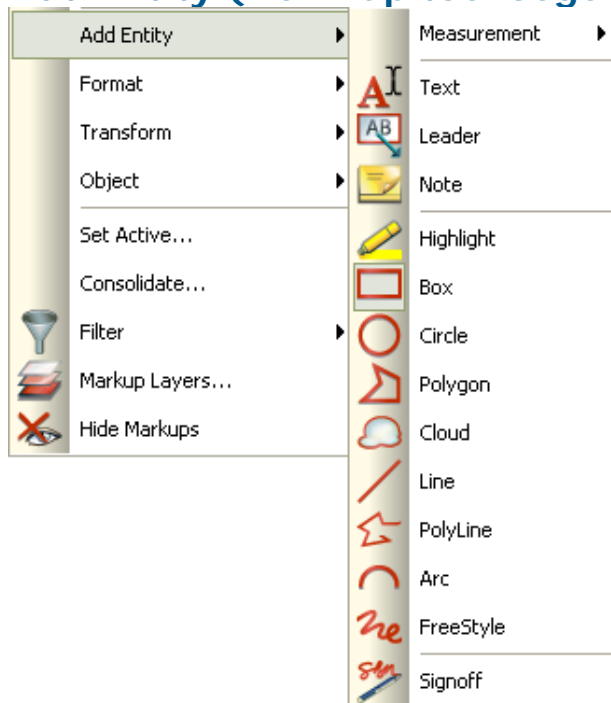 Add Entity
Format
Transform
Object
Set Active...
Consolidate...
Filter
Markup Layers...
Hide Markups
Measurement
Text
Leader
Note
Highlight
Box
Circle
Polygon
Cloud
Line
PolyLine
Arc
FreeStyle
Signoff